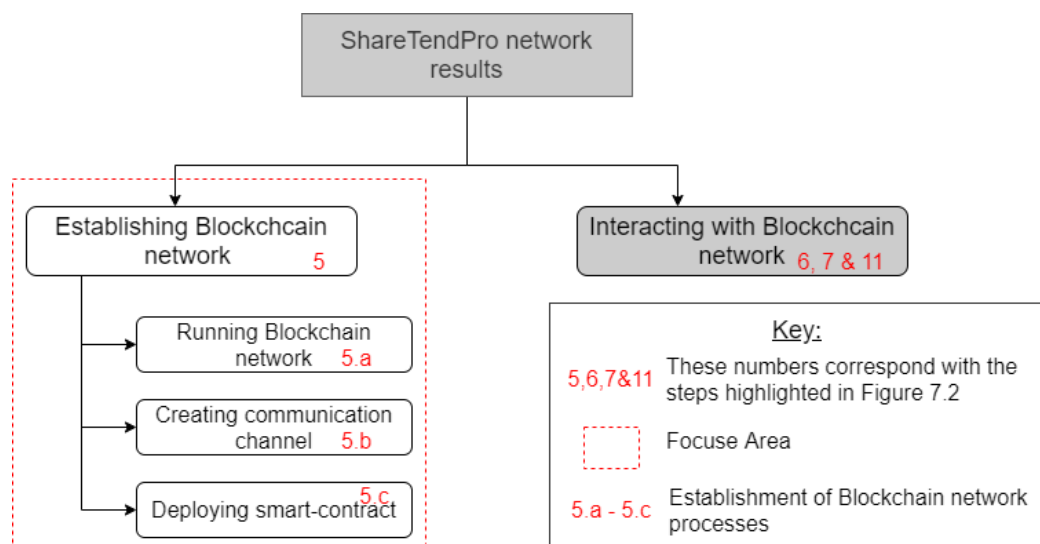 ShareTendPro network
results
Establishing Blockchcain
network 5
Interacting with Blockchcain
network 6, 7 & 11
Running Blockchain
network 5.a
Creating communication
channel 5.b
5.c
Deploying smart-contract
Key:
5,6,7&11 These numbers correspond with the
steps highlighted in Figure 7.2
Focuse Area
5.a - 5.c Establishment of Blockchain network
processes